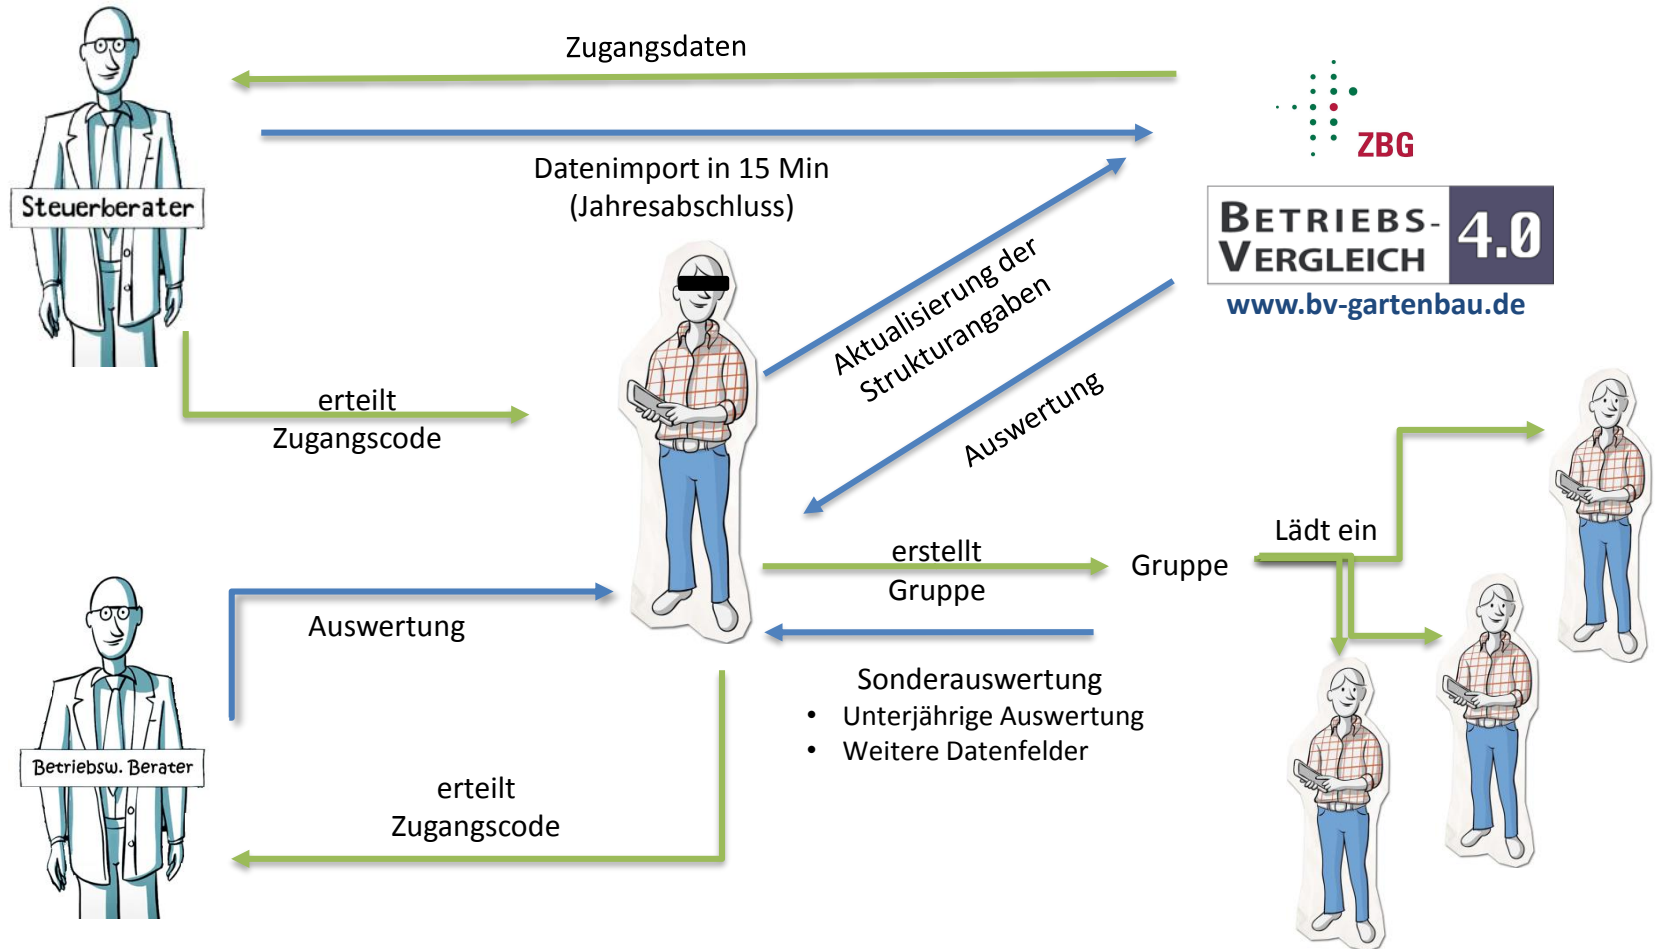 Zugangsdaten
Datenimport in 15 Min
(Jahresabschluss)
Steuerberater
ZBG
BETRIEBS-
VERGLEICH
4.0
www.bv-gartenbau.de
Aktualisierung der
Strukturangaben
Auswertung
erteilt
Zugangscode
erstellt
Gruppe
Gruppe
Lädt ein
Auswertung
Sonderauswertung
• Unterjährige Auswertung
• Weitere Datenfelder
Betriebsw. Berater
erteilt
Zugangscode